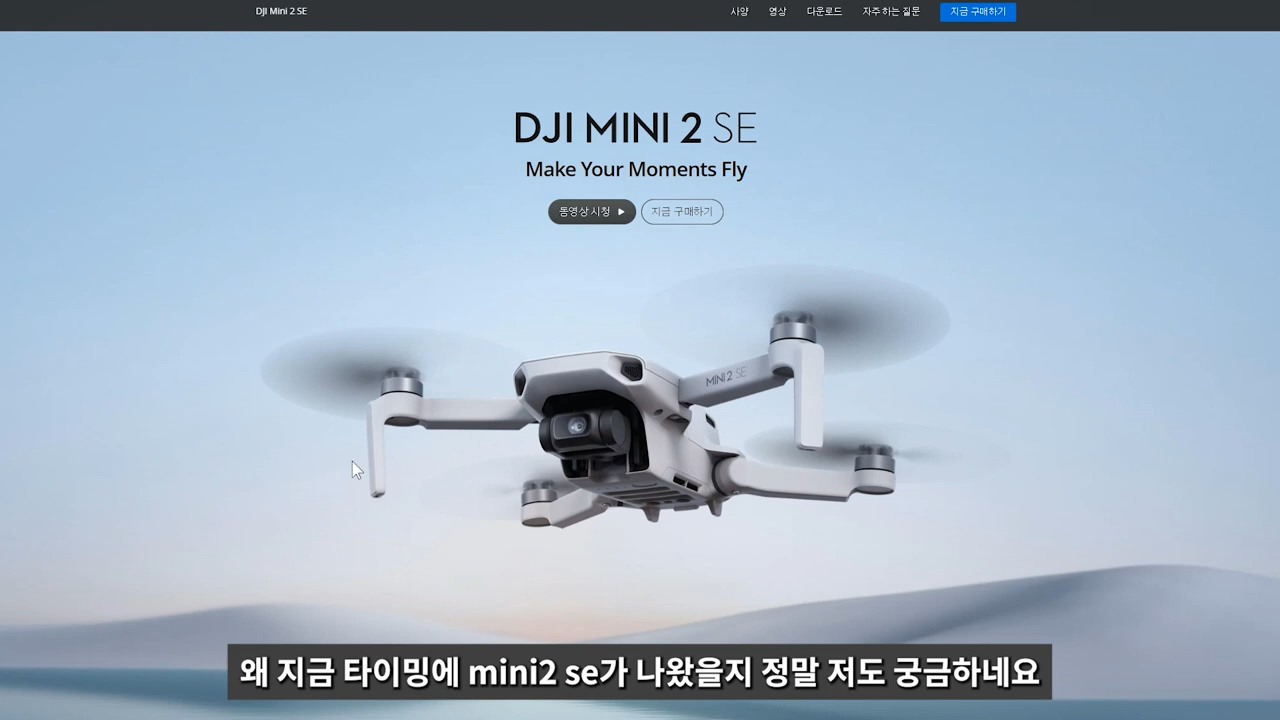 DJI Mini 2 SE
사양 영상 다운로드 자주 하는 질문 지금 구매하기
DJI MINI 2 SE
Make Your Moments Fly
동영상 시청 지금 구매하기
MINI 2 SE
왜 지금 타이밍에 mini2 se가 나왔을지 정말 저도 궁금하네요